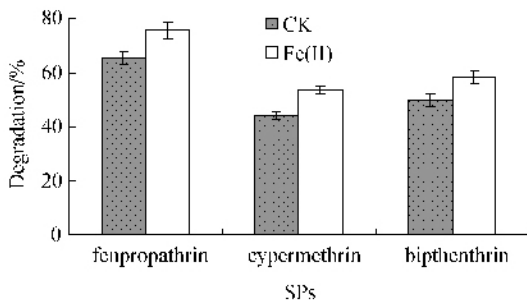 80
60
40
20
0
Degradation/%
CK
Fe(II)
fenpropathrin cypermethrin bipthenthrin
SPs